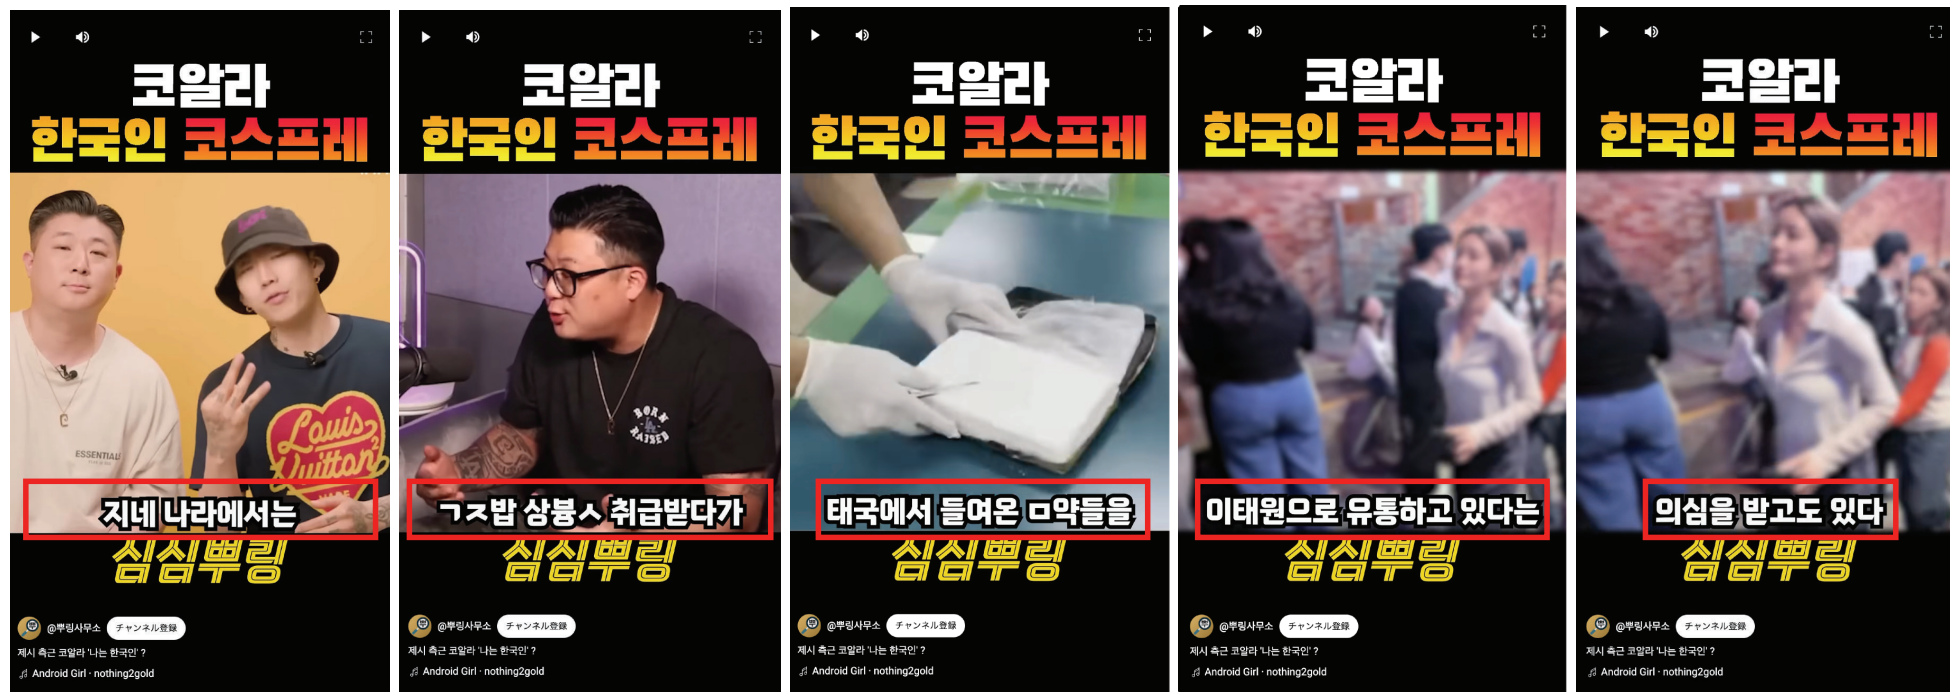 코알라
한국인 코스프레
ESSENTIALS
Louis
Vuitton
MADE
지네 나라에서는
심심뿌링
@뿌링사무소 チャンネル登録
제시 측근 코알라 '나는 한국인' ?
Android Girl · nothing2gold
코알라
한국인 코스프레
BORN
LA
RAISED
ㄱㅈ밥 상븅ㅅ 취급받다가
심심뿌링
@뿌링사무소 チャンネル登録
제시 측근 코알라 '나는 한국인' ?
Android Girl · nothing2gold
코알라
한국인 코스프레
태국에서 들여온 ㅁ약들을
심심뿌링
@뿌링사무소 チャンネル登録
제시 측근 코알라 '나는 한국인' ?
Android Girl · nothing2gold
코알라
한국인 코스프레
이태원으로 유통하고 있다는
심심뿌링
@뿌링사무소 チャンネル登録
제시 측근 코알라 '나는 한국인' ?
Android Girl · nothing2gold
코알라
한국인 코스프레
의심을 받고도 있다
심심뿌링
@뿌링사무소 チャンネル登録
제시 측근 코알라 '나는 한국인' ?
Android Girl · nothing2gold